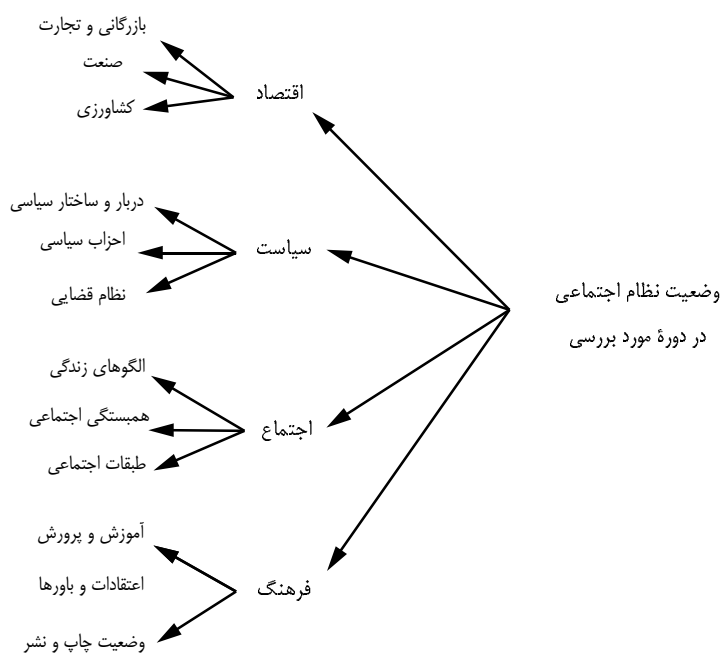 وضعیت نظام اجتماعی
در دورۀ مورد بررسی
اقتصاد
بازرگانی و تجارت
صنعت
کشاورزی
سیاست
دربار و ساختار سیاسی
احزاب سیاسی
نظام قضایی
اجتماع
الگوهای زندگی
همبستگی اجتماعی
طبقات اجتماعی
فرهنگ
آموزش و پرورش
اعتقادات و باورها
وضعیت چاپ و نشر